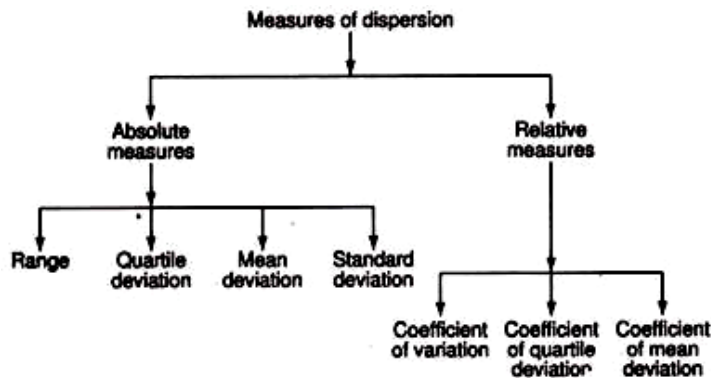 Measures of dispersion
Absolute
measures
Relative
measures
Range
Quartile
deviation
Mean
deviation
Standard
deviation
Coefficient
of variation
Coefficient
of quartile
deviation
Coefficient
of mean
deviation